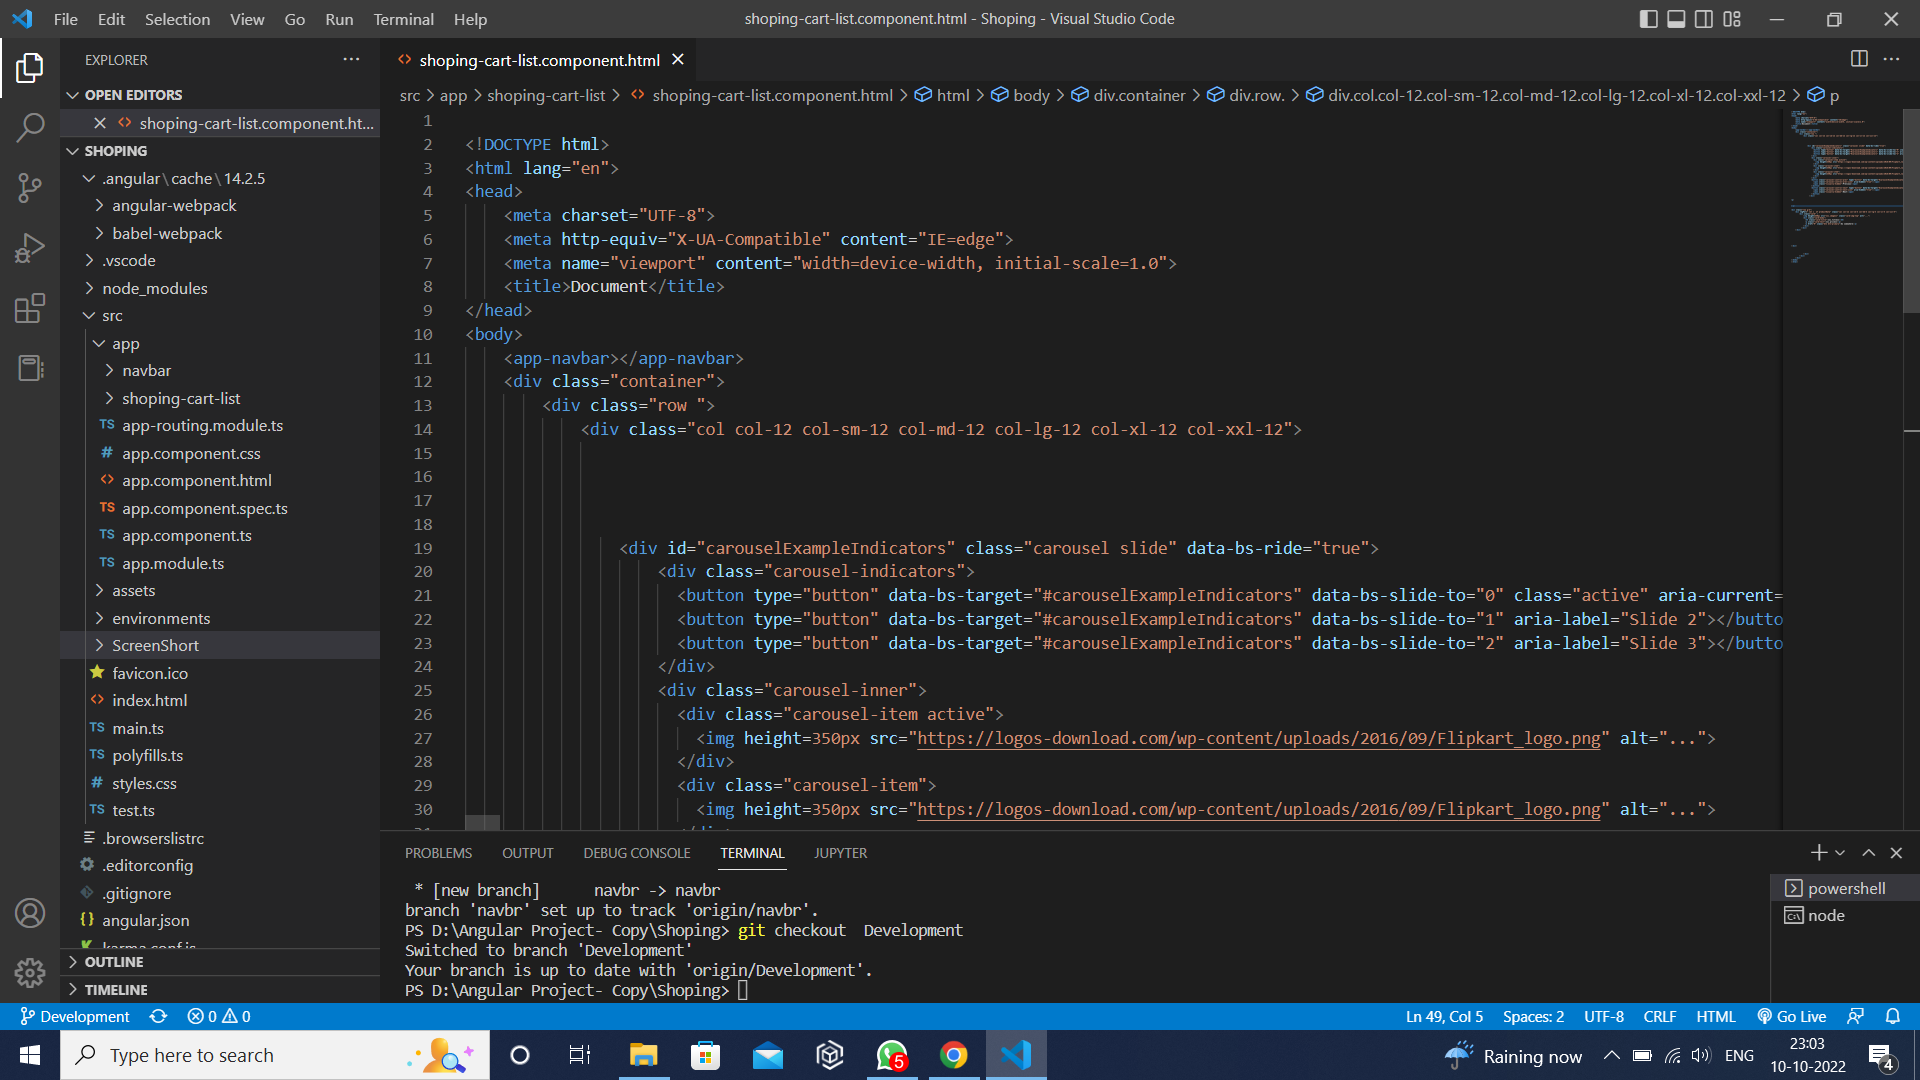 File Edit Selection View Go Run Terminal Help
shoping-cart-list.component.html - Shoping - Visual Studio Code
EXPLORER
OPEN EDITORS
shoping-cart-list.component.ht...
SHOPING
.angular\cache\14.2.5
angular-webpack
babel-webpack
.vscode
node_modules
src
app
navbar
shoping-cart-list
TS app-routing.module.ts
# app.component.css
<> app.component.html
TS app.component.spec.ts
TS app.component.ts
TS app.module.ts
assets
environments
ScreenShort
favicon.ico
<> index.html
TS main.ts
TS polyfills.ts
# styles.css
TS test.ts
.browserslistrc
.editorconfig
.gitignore
{} angular.json
karma.conf.js
OUTLINE
TIMELINE
<> shoping-cart-list.component.html
src > app > shoping-cart-list > <> shoping-cart-list.component.html > html > body > div.container > div.row. > div.col.col-12.col-sm-12.col-md-12.col-lg-12.col-xl-12.col-xxl-12 > p
1
2 <!DOCTYPE html>
3 <html lang="en">
4 <head>
5 <meta charset="UTF-8">
6 <meta http-equiv="X-UA-Compatible" content="IE=edge">
7 <meta name="viewport" content="width=device-width, initial-scale=1.0">
8 <title>Document</title>
9 </head>
10 <body>
11 <app-navbar></app-navbar>
12 <div class="container">
13 <div class="row ">
14 <div class="col col-12 col-sm-12 col-md-12 col-lg-12 col-xl-12 col-xxl-12">
15
16
17
18
19 <div id="carouselExampleIndicators" class="carousel slide" data-bs-ride="true">
20 <div class="carousel-indicators">
21 <button type="button" data-bs-target="#carouselExampleIndicators" data-bs-slide-to="0" class="active" aria-current=
22 <button type="button" data-bs-target="#carouselExampleIndicators" data-bs-slide-to="1" aria-label="Slide 2"></butto
23 <button type="button" data-bs-target="#carouselExampleIndicators" data-bs-slide-to="2" aria-label="Slide 3"></butto
24 </div>
25 <div class="carousel-inner">
26 <div class="carousel-item active">
27 <img height=350px src="https://logos-download.com/wp-content/uploads/2016/09/Flipkart_logo.png" alt="...">
28 </div>
29 <div class="carousel-item">
30 <img height=350px src="https://logos-download.com/wp-content/uploads/2016/09/Flipkart_logo.png" alt="...">
PROBLEMS OUTPUT DEBUG CONSOLE TERMINAL JUPYTER
* [new branch] navbr -> navbr
branch 'navbr' set up to track 'origin/navbr'.
PS D:\Angular Project- Copy\Shoping> git checkout  Development
Switched to branch 'Development'
Your branch is up to date with 'origin/Development'.
PS D:\Angular Project- Copy\Shoping>
powershell
node
Development 0 0
Ln 49, Col 5 Spaces: 2 UTF-8 CRLF HTML Go Live
Type here to search
5
Raining now
ENG
23:03
10-10-2022
4